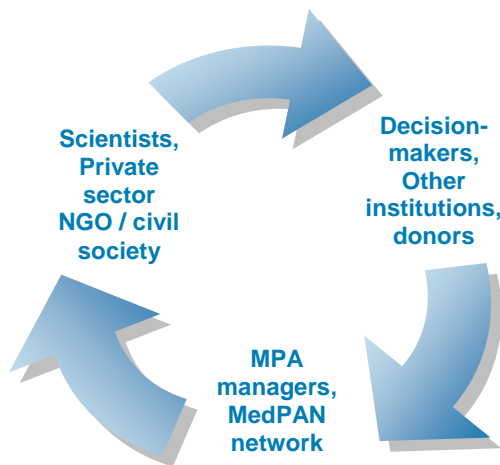 Scientists,
Private
sector
NGO / civil
society
Decision-
makers,
Other
institutions,
donors
MPA
managers,
MedPAN
network